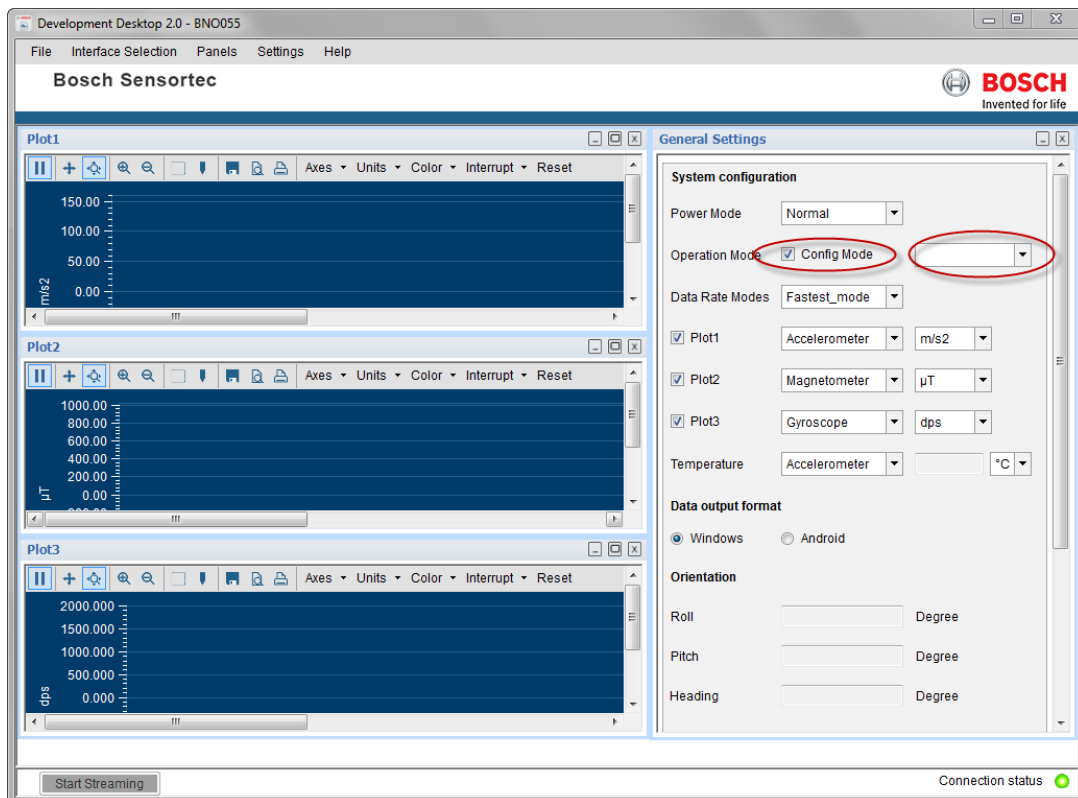 Development Desktop 2.0 - BNO055
File Interface Selection Panels Settings Help
Bosch Sensortec
BOSCH
Invented for life
Plot1
Axes Units Color Interrupt Reset
150.00
100.00
50.00
0.00
m/s2
Plot2
Axes Units Color Interrupt Reset
1000.00
800.00
600.00
400.00
200.00
0.00
µT
Plot3
Axes Units Color Interrupt Reset
2000.000
1500.000
1000.000
500.000
0.000
dps
General Settings
System configuration
Power Mode Normal
Operation Mode Config Mode
Data Rate Modes Fastest_mode
Plot1 Accelerometer m/s2
Plot2 Magnetometer µT
Plot3 Gyroscope dps
Temperature Accelerometer °C
Data output format
Windows Android
Orientation
Roll Degree
Pitch Degree
Heading Degree
Start Streaming
Connection status